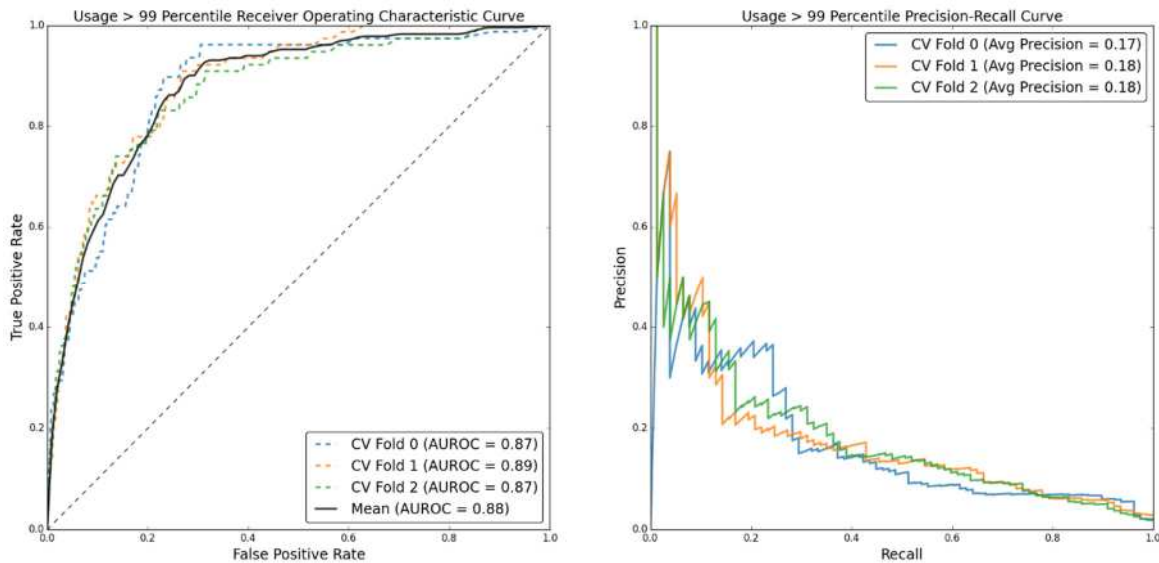 Usage > 99 Percentile Receiver Operating Characteristic Curve
1.0
0.8
0.6
0.4
0.2
0.0
0.0 0.2 0.4 0.6 0.8 1.0
True Positive Rate
False Positive Rate
CV Fold 0 (AUROC = 0.87)
CV Fold 1 (AUROC = 0.89)
CV Fold 2 (AUROC = 0.87)
Mean (AUROC = 0.88)
Usage > 99 Percentile Precision-Recall Curve
CV Fold 0 (Avg Precision = 0.17)
CV Fold 1 (Avg Precision = 0.18)
CV Fold 2 (Avg Precision = 0.18)
1.0
0.8
0.6
0.4
0.2
0.0
0.0 0.2 0.4 0.6 0.8 1.0
Precision
Recall